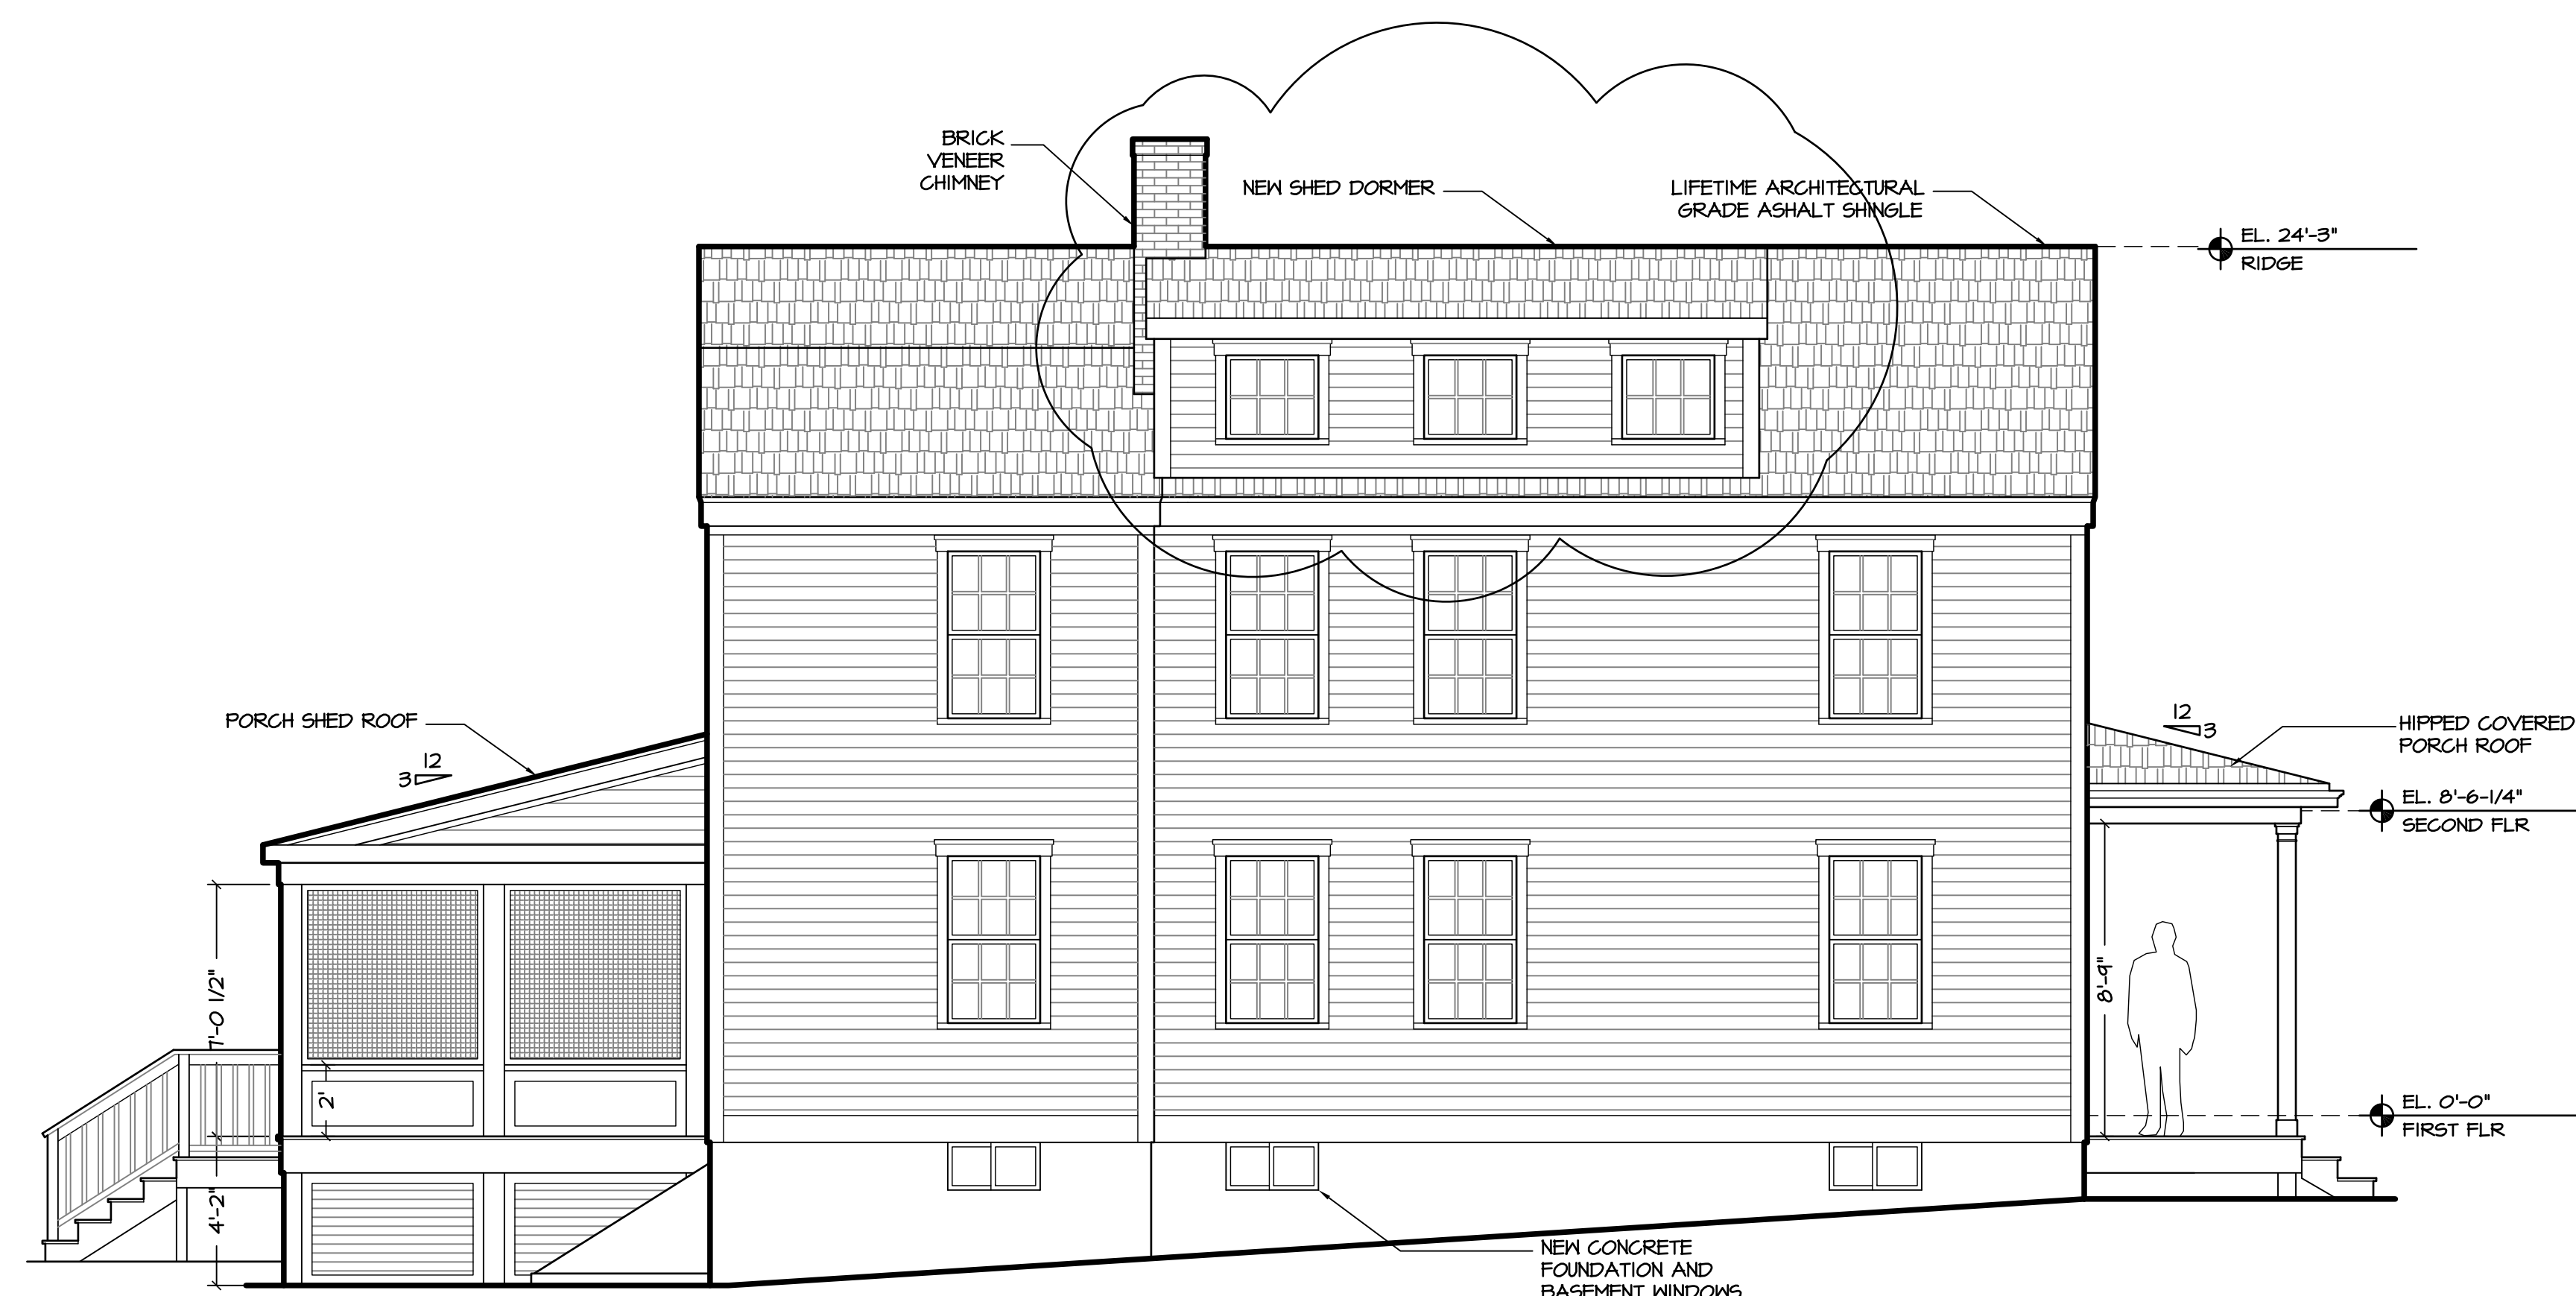 BRICK
VENEER
CHIMNEY
NEW SHED DORMER
LIFETIME ARCHITECTURAL
GRADE ASHALT SHINGLE
EL. 24'-3"
RIDGE
PORCH SHED ROOF
12
3
12
3
HIPPED COVERED
PORCH ROOF
EL. 8'-6-1/4"
SECOND FLR
7'-0 1/2"
8'-9"
2'
EL. 0'-0"
FIRST FLR
4'-2"
NEW CONCRETE
FOUNDATION AND
BASEMENT WINDOWS